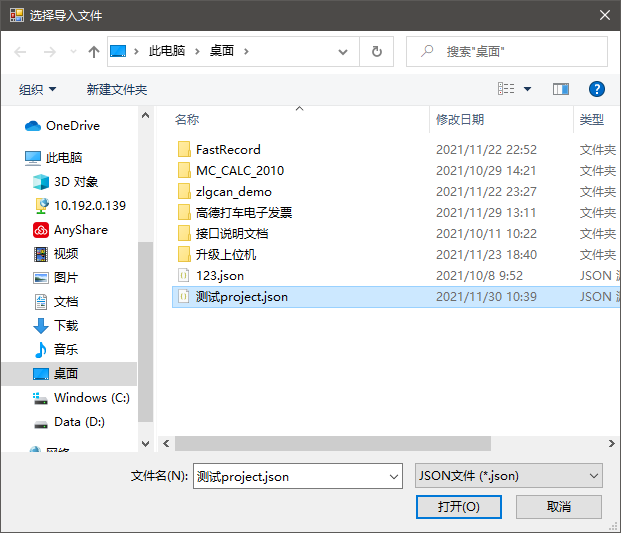 选择导入文件
此电脑 桌面 搜索"桌面"
组织 新建文件夹
名称 修改日期 类型
OneDrive
此电脑
3D 对象
10.192.0.139
AnyShare
视频
图片
文档
下载
音乐
桌面
Windows (C:)
Data (D:)
网络
FastRecord 2021/11/22 22:52 文件夹
MC_CALC_2010 2021/10/29 14:21 文件夹
zlgcan_demo 2021/11/22 23:27 文件夹
高德打车电子发票 2021/11/29 13:11 文件夹
接口说明文档 2021/10/11 10:22 文件夹
升级上位机 2021/11/23 18:40 文件夹
123.json 2021/10/8 9:52 JSON
测试project.json 2021/11/30 10:39 JSON
文件名(N): 测试project.json JSON文件 (*.json)
打开(O) 取消